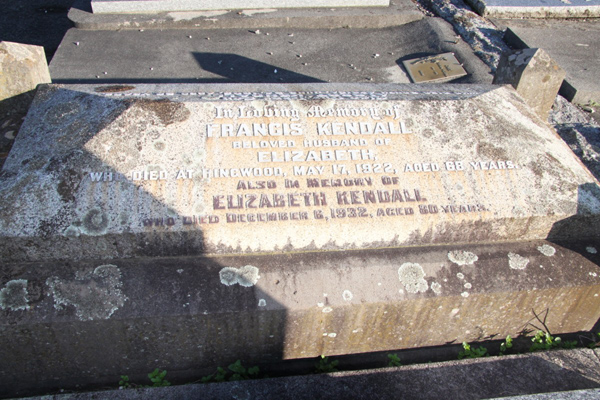 In Loving Memory of
FRANCIS KENDALL
BELOVED HUSBAND OF
ELIZABETH,
WHO DIED AT RINGWOOD, MAY 17, 1922, AGED 68 YEARS.
ALSO IN MEMORY OF
ELIZABETH KENDALL
WHO DIED DECEMBER 6, 1932, AGED 80 YEARS.